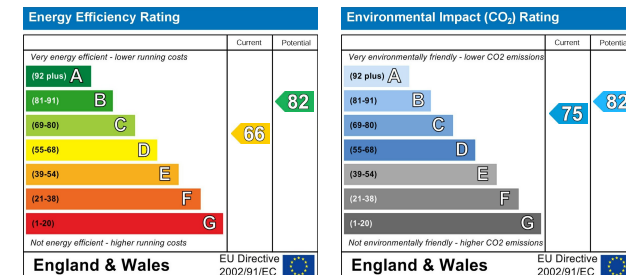 Energy Efficiency Rating
Current Potential
Very energy efficient - lower running costs
(92 plus) A
(81-91) B
82
(69-80) C
66
(55-68) D
(39-54) E
(21-38) F
(1-20) G
Not energy efficient - higher running costs
England & Wales
EU Directive
2002/91/EC
Environmental Impact (CO₂) Rating
Current Potential
Very environmentally friendly - lower CO2 emissions
(92 plus) A
(81-91) B
82
(69-80) C
75
(55-68) D
(39-54) E
(21-38) F
(1-20) G
Not environmentally friendly - higher CO2 emissions
England & Wales
EU Directive
2002/91/EC